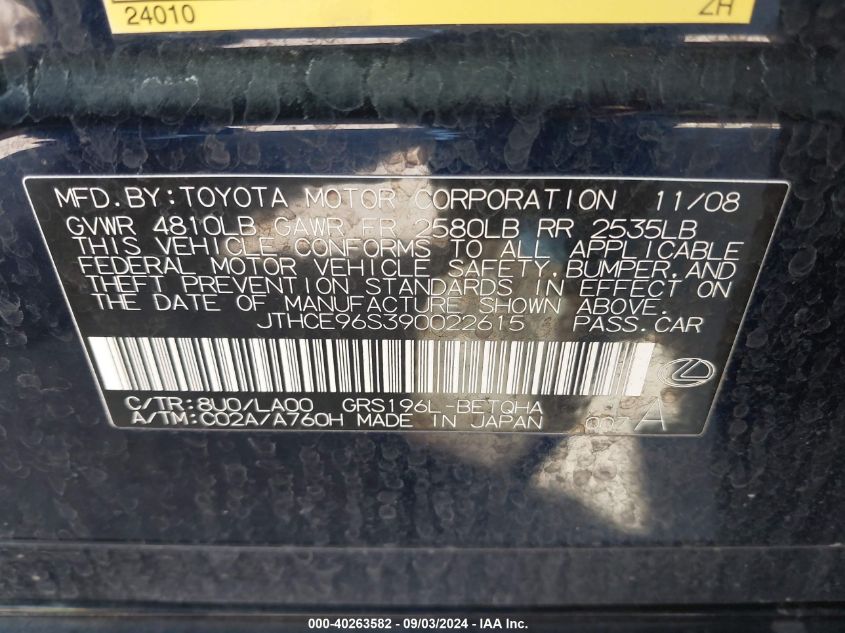 24010 ZH
MFD.BY:TOYOTA MOTOR CORPORATION 11/08
GVWR 4810LB GAWR FR 2580LB RR 2535LB
THIS VEHICLE CONFORMS TO ALL APPLICABLE
FEDERAL MOTOR VEHICLE SAFETY,BUMPER,AND
THEFT PREVENTION STANDARDS IN EFFECT ON
THE DATE OF MANUFACTURE SHOWN ABOVE.
JTHCE96S390022615 PASS.CAR
C/TR:8U0/LA00 GRS196L-BETQHA
A/TM:C02A/A760H MADE IN JAPAN 007 A
000-40263582 - 09/03/2024 - IAA Inc.